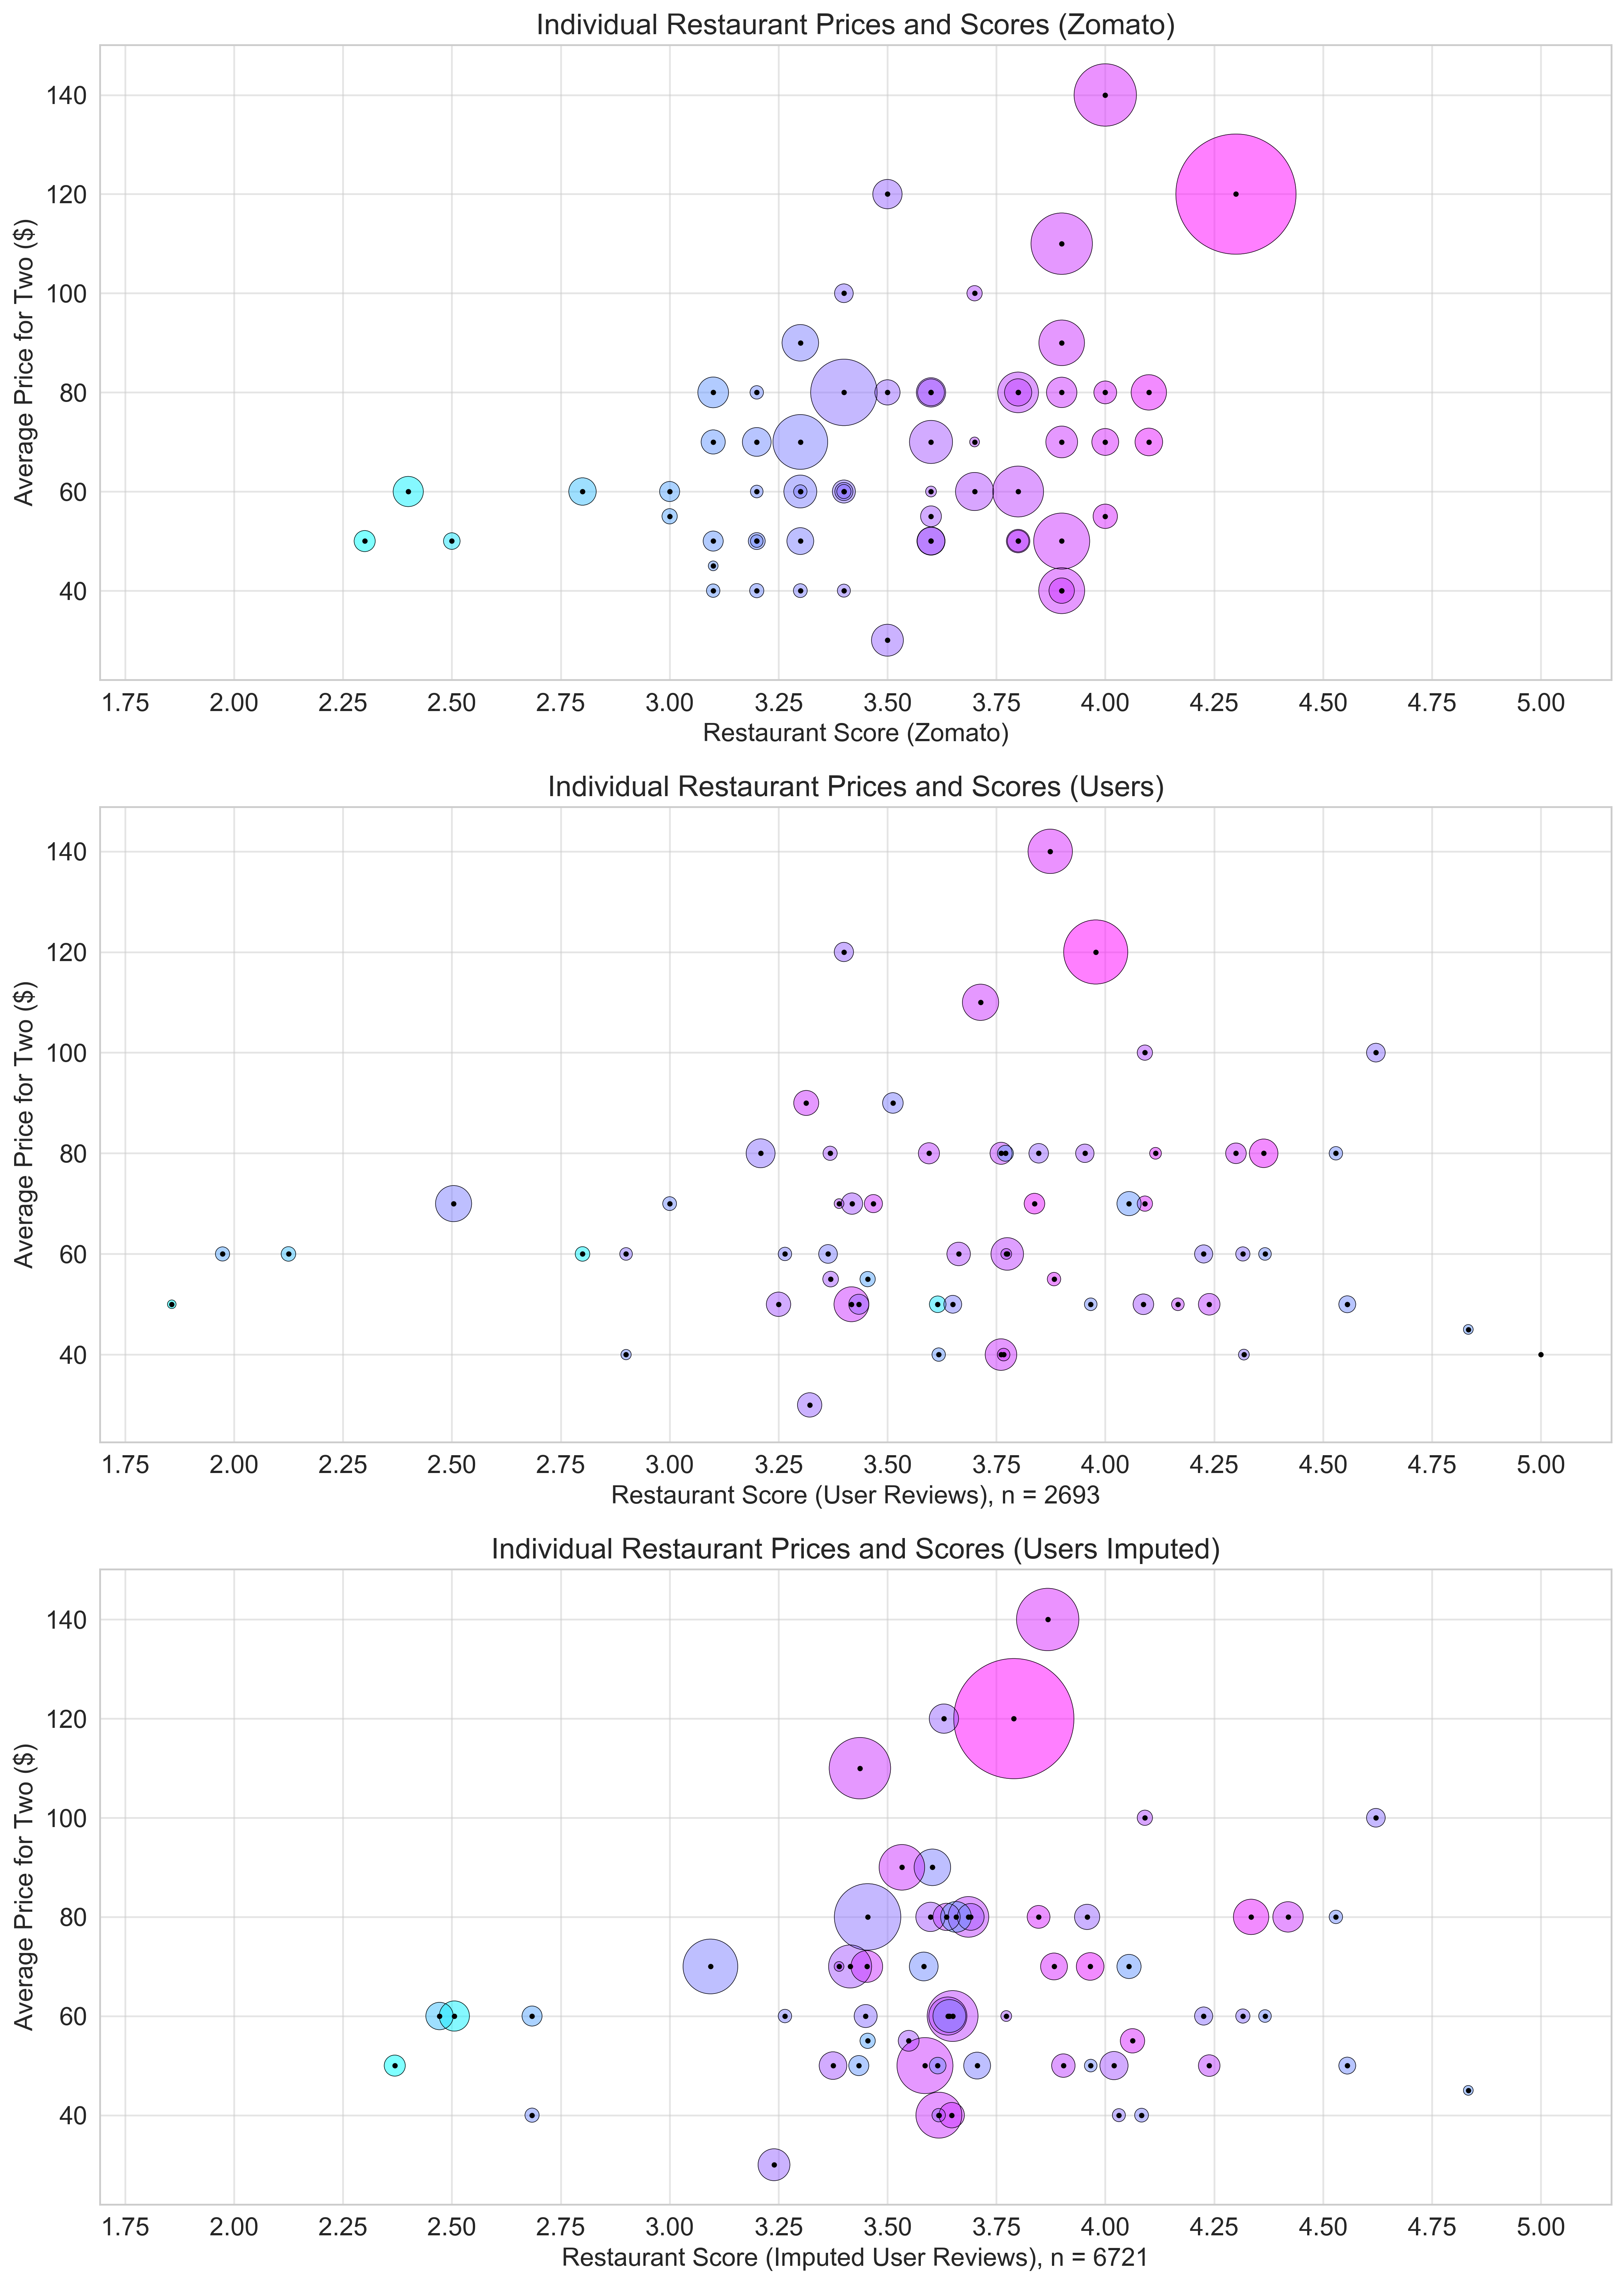 Individual Restaurant Prices and Scores (Zomato)
Average Price for Two ($)
140
120
100
80
60
40
1.75 2.00 2.25 2.50 2.75 3.00 3.25 3.50 3.75 4.00 4.25 4.50 4.75 5.00
Restaurant Score (Zomato)
Individual Restaurant Prices and Scores (Users)
Average Price for Two ($)
140
120
100
80
60
40
1.75 2.00 2.25 2.50 2.75 3.00 3.25 3.50 3.75 4.00 4.25 4.50 4.75 5.00
Restaurant Score (User Reviews), n = 2693
Individual Restaurant Prices and Scores (Users Imputed)
Average Price for Two ($)
140
120
100
80
60
40
1.75 2.00 2.25 2.50 2.75 3.00 3.25 3.50 3.75 4.00 4.25 4.50 4.75 5.00
Restaurant Score (Imputed User Reviews), n = 6721